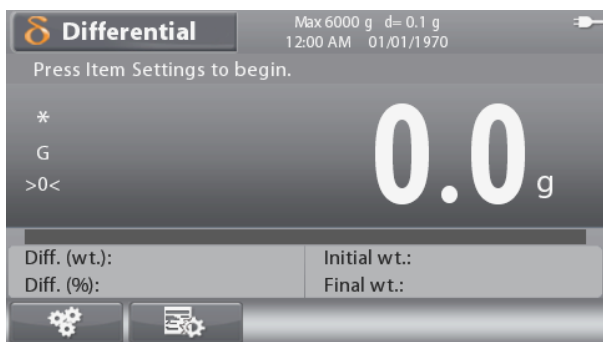 δ Differential
Max 6000 g d= 0.1 g
12:00 AM 01/01/1970
Press Item Settings to begin.
*
G
>0<
0.0 g
Diff. (wt.):
Initial wt.:
Diff. (%):
Final wt.: